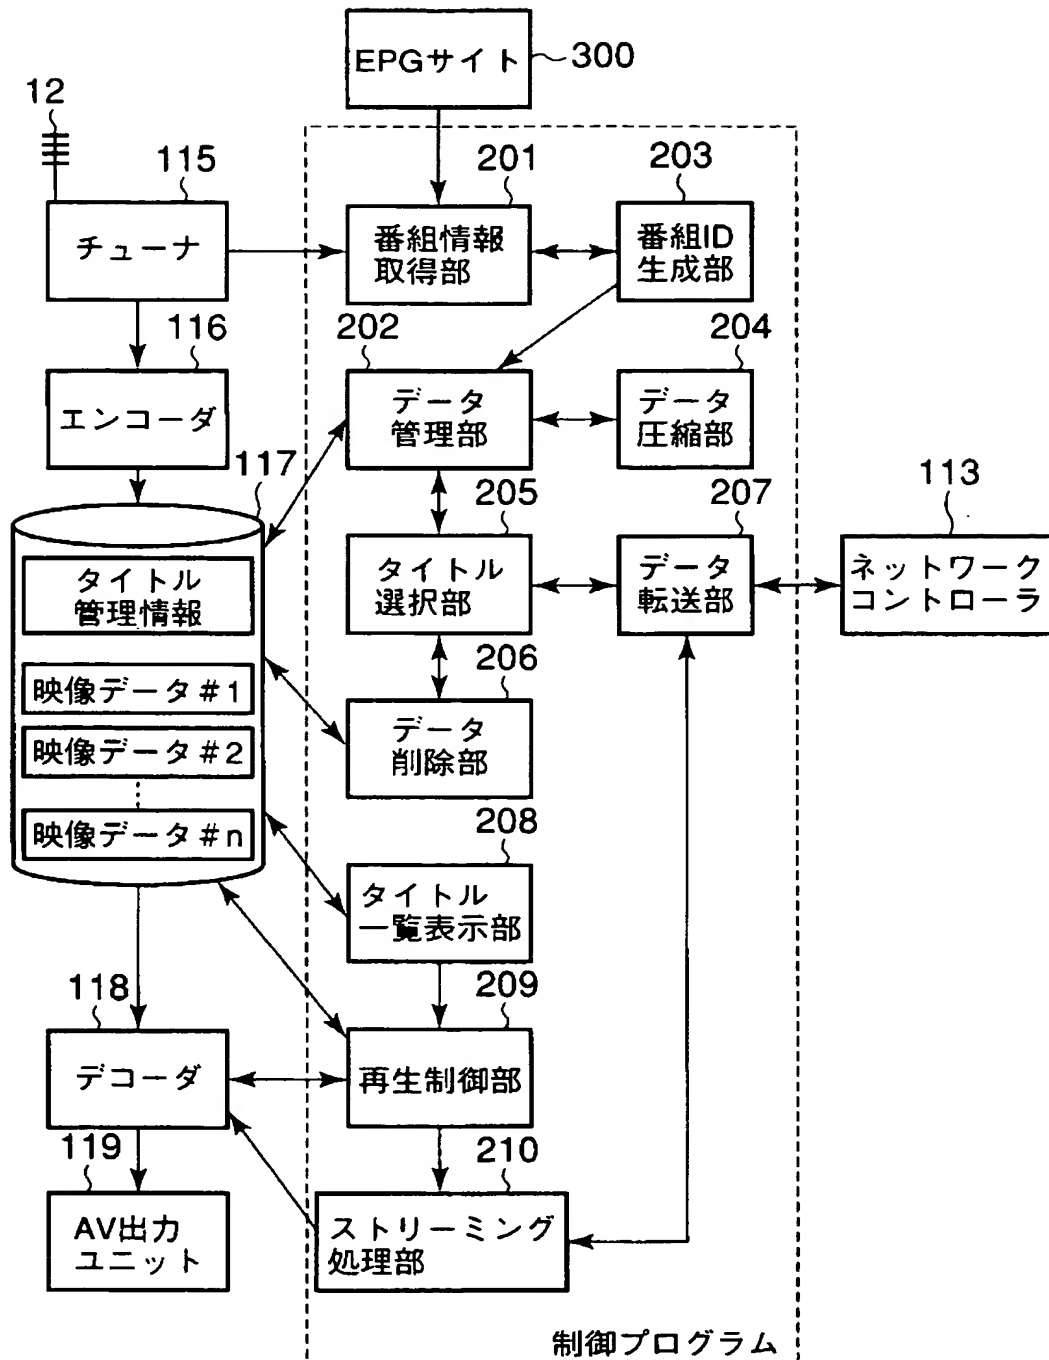 EPGサイト
300
12
115
201
203
チューナ
番組情報
取得部
番組ID
生成部
116
202
204
エンコーダ
データ
管理部
データ
圧縮部
117
205
207
113
タイトル
管理情報
タイトル
選択部
データ
転送部
ネットワーク
コントローラ
映像データ#1
206
映像データ#2
データ
削除部
映像データ#n
208
タイトル
一覧表示部
118
209
デコーダ
再生制御部
119
210
AV出力
ユニット
ストリーミング
処理部
制御プログラム